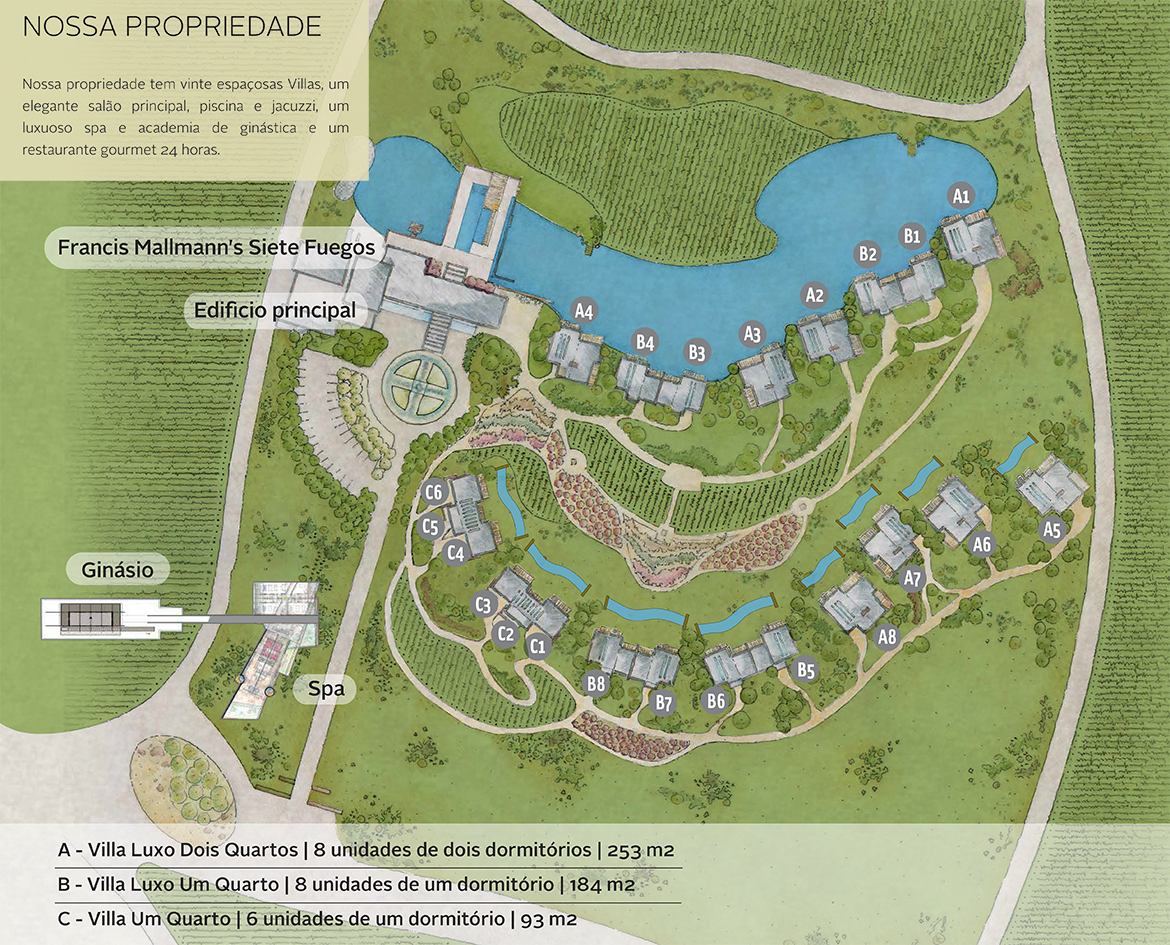 NOSSA PROPRIEDADE
Nossa propriedade tem vinte espaçosas Villas, um
elegante salão principal, piscina e jacuzzi, um
luxuoso spa e academia de ginástica e um
restaurante gourmet 24 horas.
A1
Francis Mallmann's Siete Fuegos
B1
B2
A2
Edificio principal
A4
A3
B4
B3
C6
C5
A5
C4
A6
Ginásio
A7
C3
C2
A8
C1
B5
B8
Spa
B7
B6
A - Villa Luxo Dois Quartos | 8 unidades de dois dormitórios | 253 m2
B - Villa Luxo Um Quarto | 8 unidades de um dormitório | 184 m2
C - Villa Um Quarto | 6 unidades de um dormitório | 93 m2